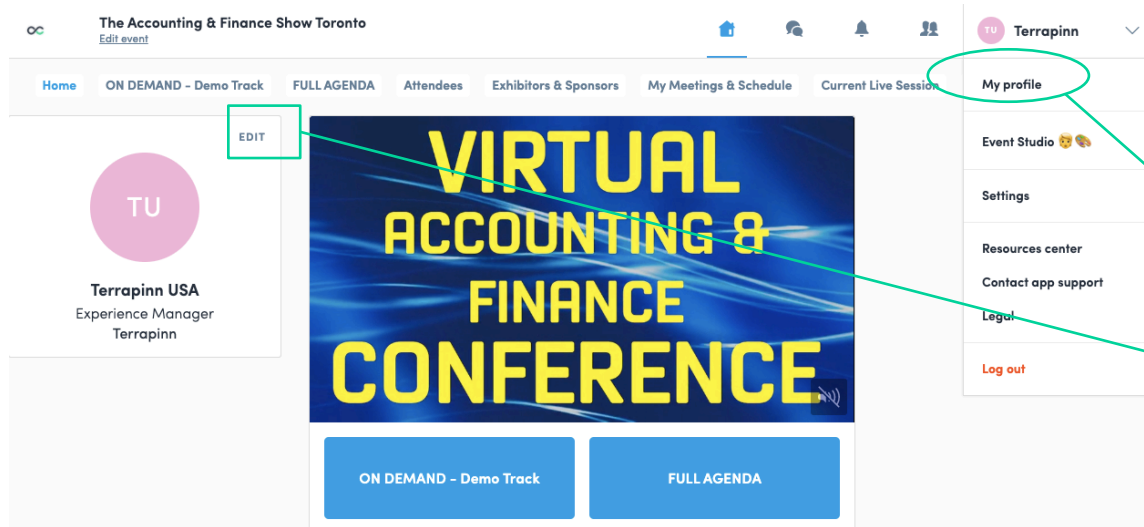 The Accounting & Finance Show Toronto
Edit event
TU
Terrapinn
Home
ON DEMAND - Demo Track
FULL AGENDA
Attendees
Exhibitors & Sponsors
My Meetings & Schedule
Current Live Session
My profile
Event Studio
Settings
Resources center
Contact app support
Legal
Log out
EDIT
TU
Terrapinn USA
Experience Manager
Terrapinn
VIRTUAL
ACCOUNTING &
FINANCE
CONFERENCE
ON DEMAND - Demo Track
FULL AGENDA